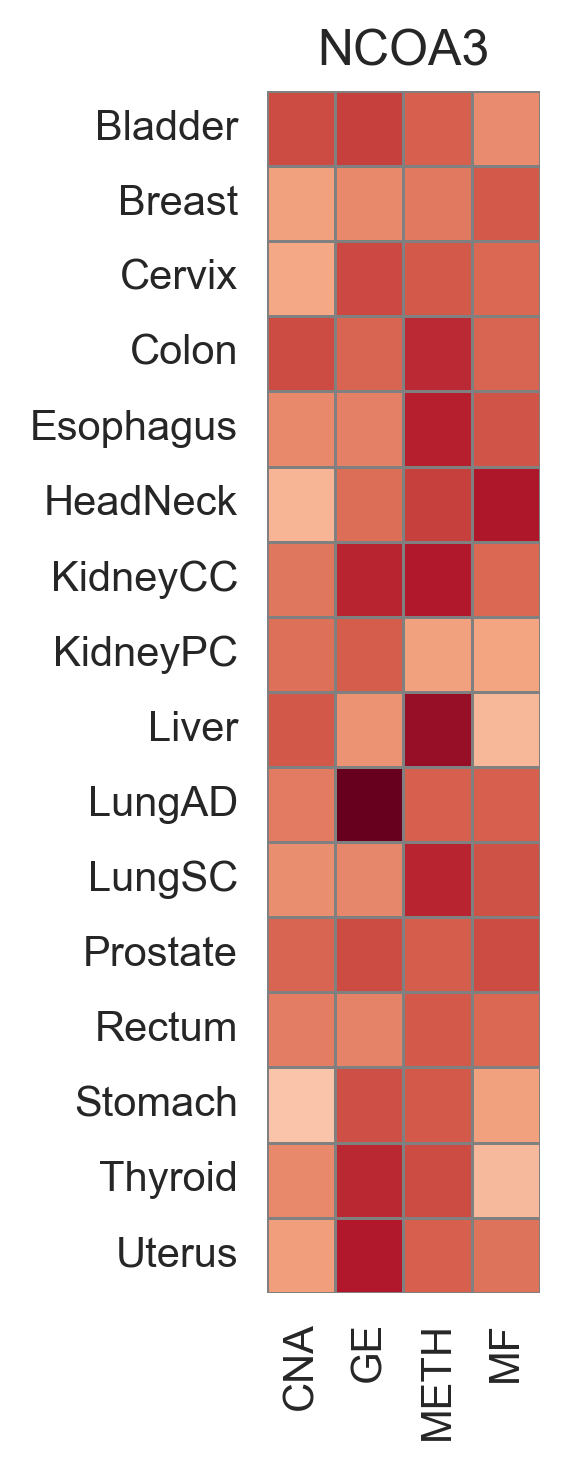 NCOA3
Bladder
Breast
Cervix
Colon
Esophagus
HeadNeck
KidneyCC
KidneyPC
Liver
LungAD
LungSC
Prostate
Rectum
Stomach
Thyroid
Uterus
CNA
GE
METH
MF